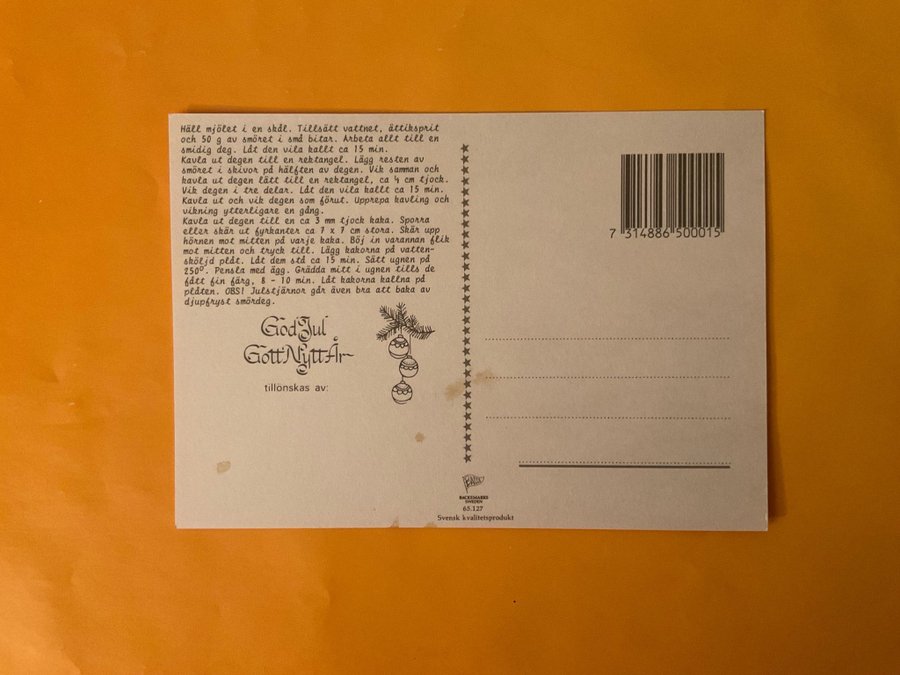 Häll mjölet i en skål. Tillsätt vattnet, ättiksprit
och 50 g av smöret i små bitar. Arbeta allt till en
smidig deg. Låt den vila kallt ca 15 min.
Kavla ut degen till en rektangel. Lägg resten av
smöret i skivor på hälften av degen. Vik samman och
kavla ut degen lätt till en rektangel, ca ½ cm tjock.
Vik degen i tre delar. Låt den vila kallt ca 15 min.
Kavla ut och vik degen som förut. Upprepa kavling och
vikning ytterligare en gång.
Kavla ut degen till en ca 3 mm tjock kaka. Sporra
eller skär ut fyrkanter ca 7 x 7 cm stora. Skär upp
hörnen mot mitten på varje kaka. Böj in varannan flik
mot mitten och tryck till. Lägg kakorna på vatten-
sköljd plåt. Låt dem stå ca 15 min. Sätt ugnen på
250°. Pensla med ägg. Grädda mitt i ugnen tills de
fått fin färg, 8 - 10 min. Låt kakorna kallna på
plåten. OBS! Julstjärnor går även bra att baka av
djupfryst smördeg.
God Jul
Gott Nytt År
tillönskas av:
7 314886 500015
BACKEMARKS
SWEDEN
65.127
Svensk kvalitetsprodukt